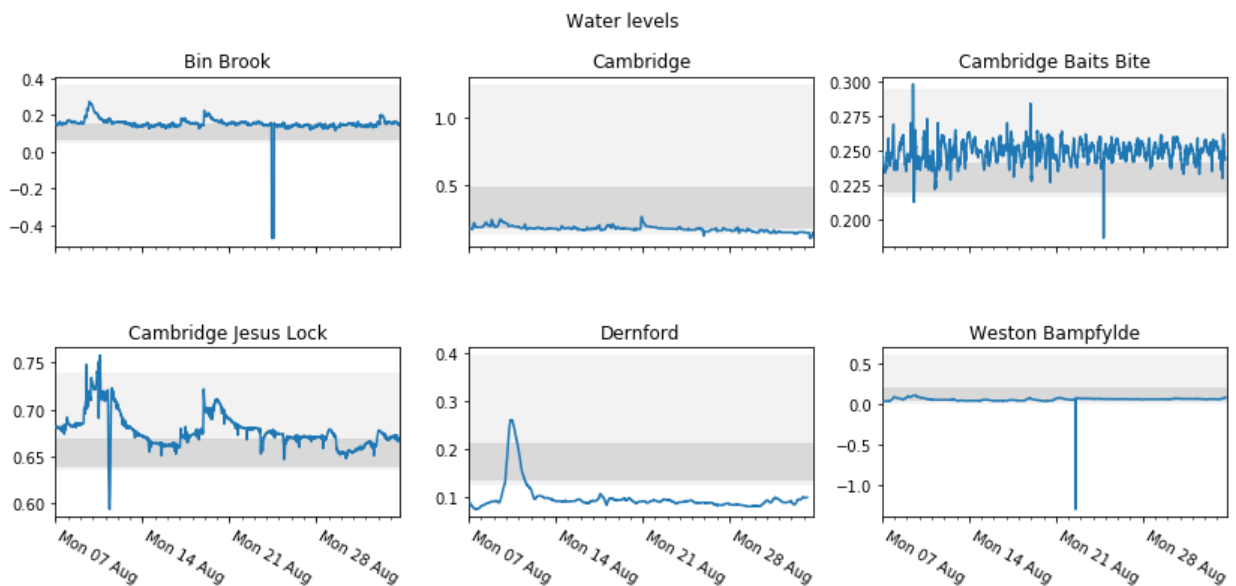 Water levels
Bin Brook
Cambridge
Cambridge Baits Bite
0.4
0.2
0.0
−0.2
−0.4
1.0
0.5
0.300
0.275
0.250
0.225
0.200
Cambridge Jesus Lock
Dernford
Weston Bampfylde
0.75
0.70
0.65
0.60
0.4
0.3
0.2
0.1
0.5
0.0
−0.5
−1.0
Mon 07 Aug
Mon 14 Aug
Mon 21 Aug
Mon 28 Aug
Mon 07 Aug
Mon 14 Aug
Mon 21 Aug
Mon 28 Aug
Mon 07 Aug
Mon 14 Aug
Mon 21 Aug
Mon 28 Aug